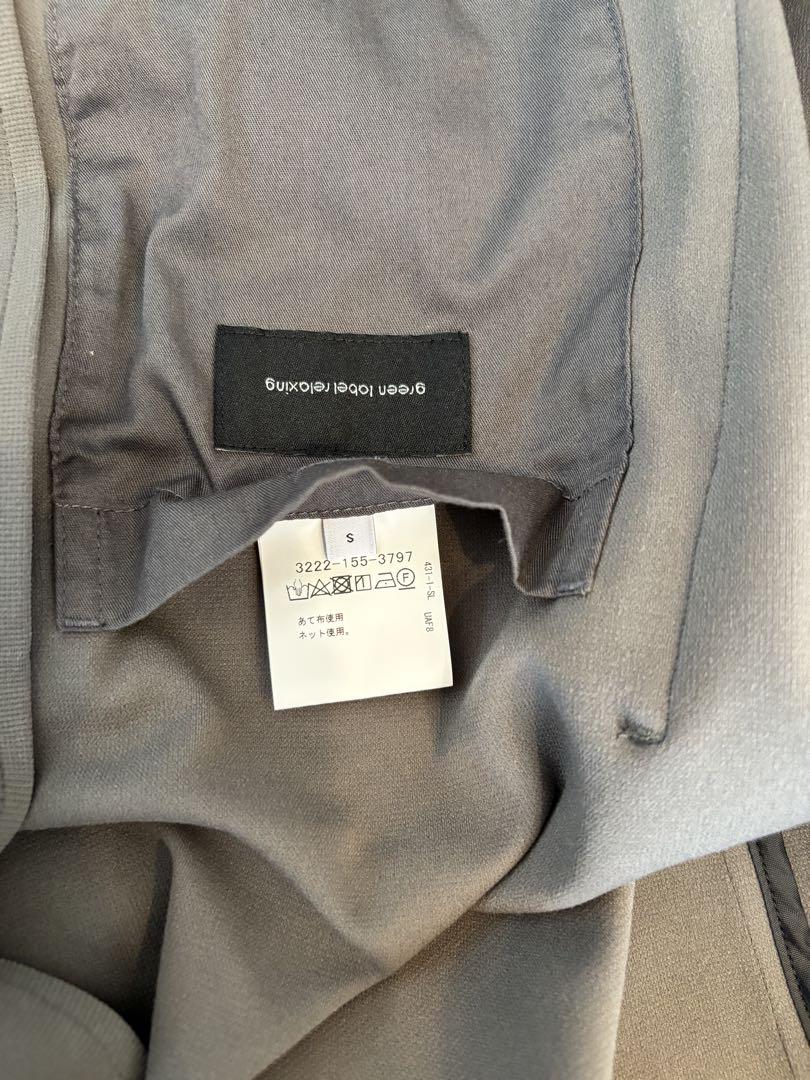 green label relaxing
S
3222-155-3797
あて布使用
ネット使用。
431-1-SL UAF8